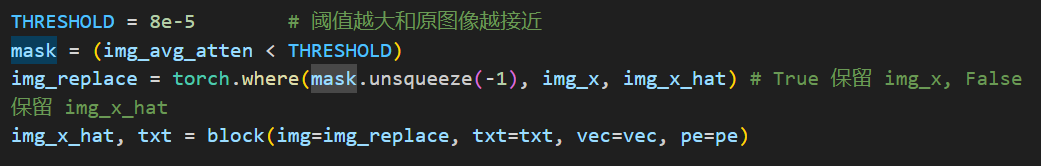 THRESHOLD = 8e-5          # 阈值越大和原图像越接近
mask = (img_avg_atten < THRESHOLD)
img_replace = torch.where(mask.unsqueeze(-1), img_x, img_x_hat) # True 保留 img_x, False
保留 img_x_hat
img_x_hat, txt = block(img=img_replace, txt=txt, vec=vec, pe=pe)